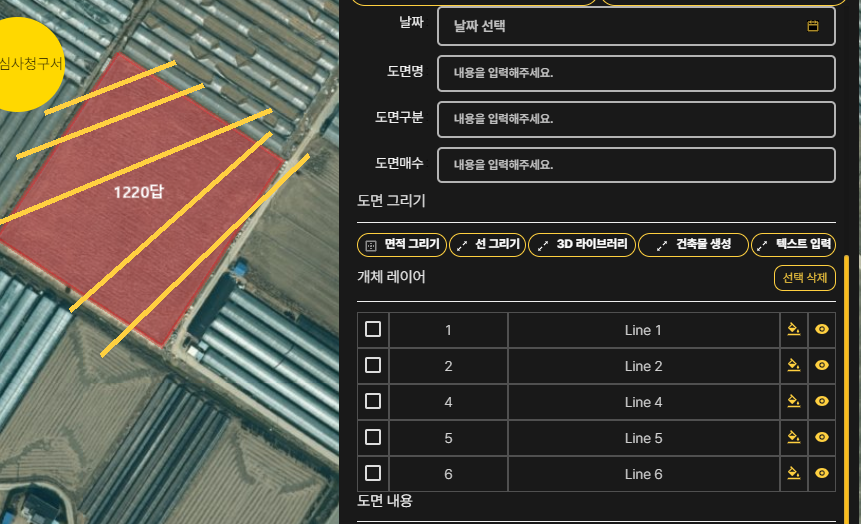 심사청구서
1220답
날짜
날짜 선택
도면명
내용을 입력해주세요.
도면구분
내용을 입력해주세요.
도면매수
내용을 입력해주세요.
도면 그리기
면적 그리기
선 그리기
3D 라이브러리
건축물 생성
텍스트 입력
개체 레이어
선택 삭제
1 Line 1
2 Line 2
4 Line 4
5 Line 5
6 Line 6
도면 내용